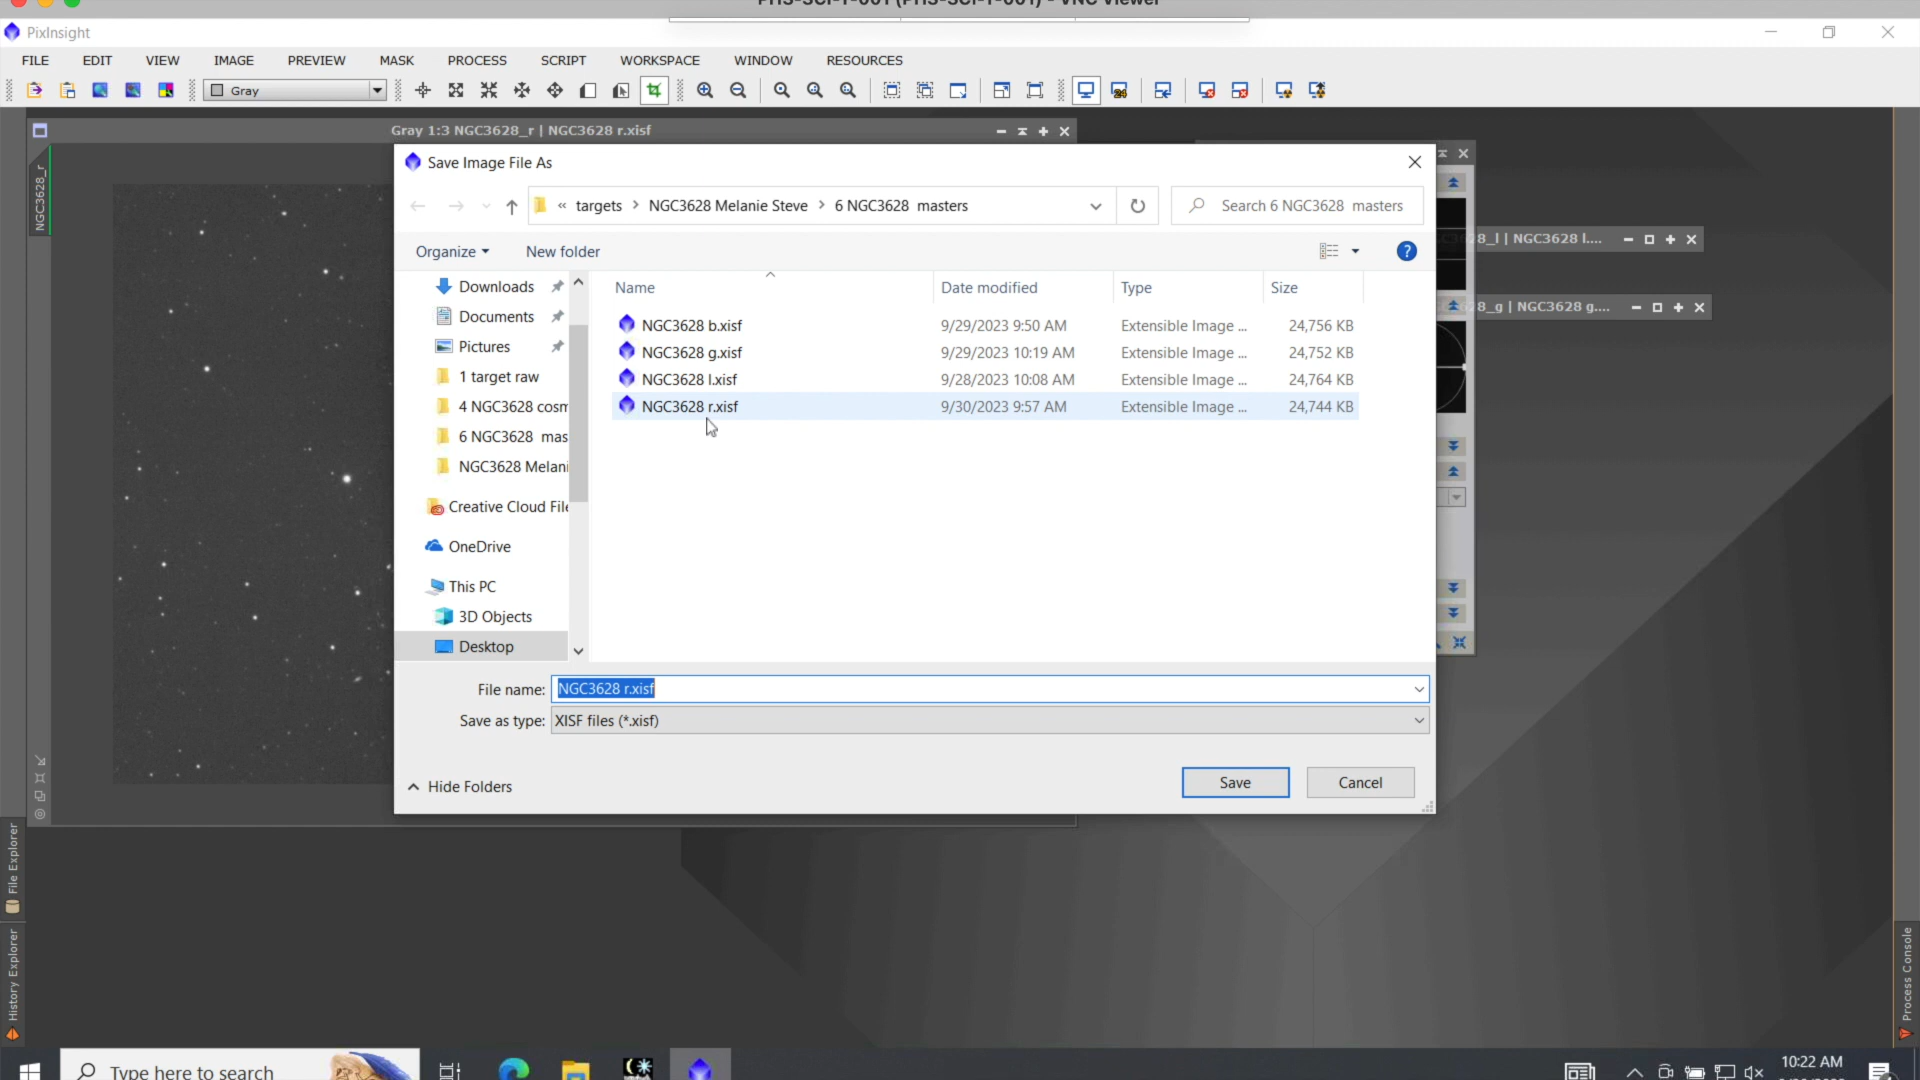 PixInsight
FILE EDIT VIEW IMAGE PREVIEW MASK PROCESS SCRIPT WORKSPACE WINDOW RESOURCES
Gray
Gray 1:3 NGC3628_r | NGC3628 r.xisf
NGC3628_r
Save Image File As
« targets > NGC3628 Melanie Steve > 6 NGC3628 masters
Search 6 NGC3628 masters
Organize
New folder
8_l | NGC3628 l....
8_g | NGC3628 g....
Downloads
Documents
Pictures
1 target raw
4 NGC3628 cosm
6 NGC3628 mas
NGC3628 Melani
Creative Cloud File
OneDrive
This PC
3D Objects
Desktop
Name Date modified Type Size
NGC3628 b.xisf 9/29/2023 9:50 AM Extensible Image ... 24,756 KB
NGC3628 g.xisf 9/29/2023 10:19 AM Extensible Image ... 24,752 KB
NGC3628 l.xisf 9/28/2023 10:08 AM Extensible Image ... 24,764 KB
NGC3628 r.xisf 9/30/2023 9:57 AM Extensible Image ... 24,744 KB
File name: NGC3628 r.xisf
Save as type: XISF files (*.xisf)
Hide Folders
Save
Cancel
File Explorer
History Explorer
Process Console
Type here to search
10:22 AM